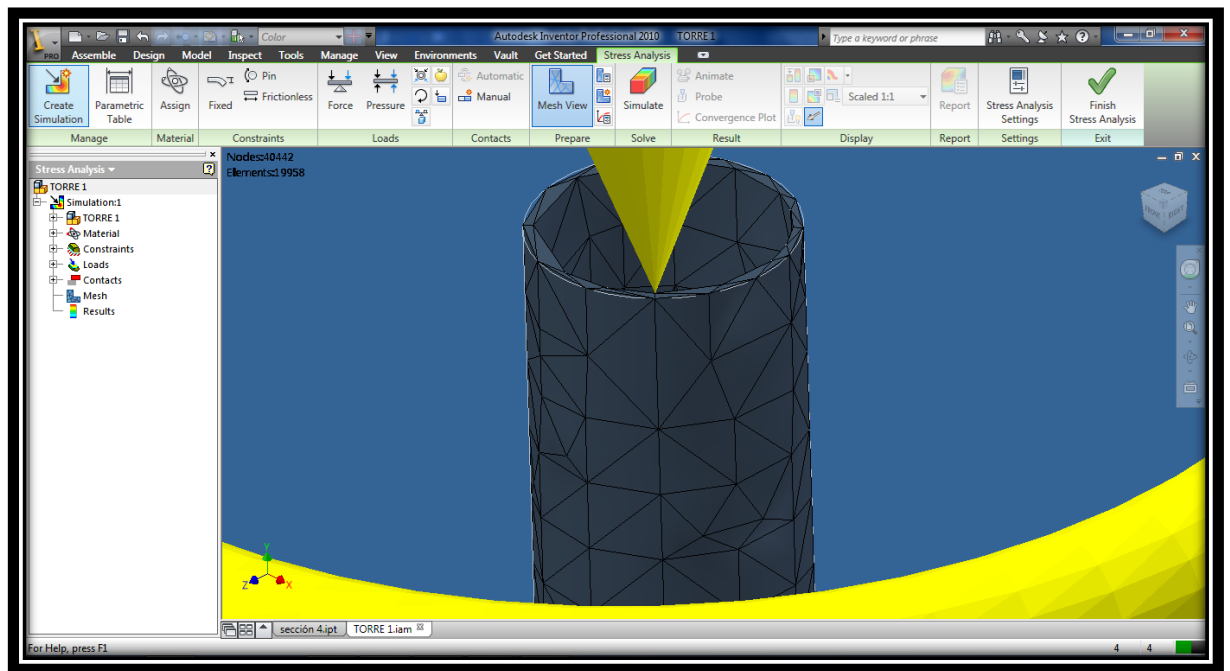 Color
Autodesk Inventor Professional 2010 TORRE 1
Type a keyword or phrase
PRO Assemble Design Model Inspect Tools Manage View Environments Vault Get Started Stress Analysis
Create Simulation
Parametric Table
Assign
Fixed
Pin
Frictionless
Force
Pressure
Automatic
Manual
Mesh View
Simulate
Animate
Probe
Convergence Plot
Scaled 1:1
Report
Stress Analysis Settings
Finish Stress Analysis
Manage Material Constraints Loads Contacts Prepare Solve Result Display Report Settings Exit
Stress Analysis
TORRE 1
Simulation:1
TORRE 1
Material
Constraints
Loads
Contacts
Mesh
Results
Nodes:40442
Elements:19958
Y
Z
X
sección 4.ipt TORRE 1.iam
For Help, press F1
4 4